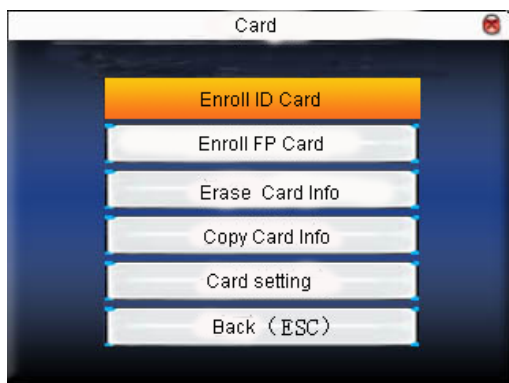 Card
Enroll ID Card
Enroll FP Card
Erase Card Info
Copy Card Info
Card setting
Back（ESC）